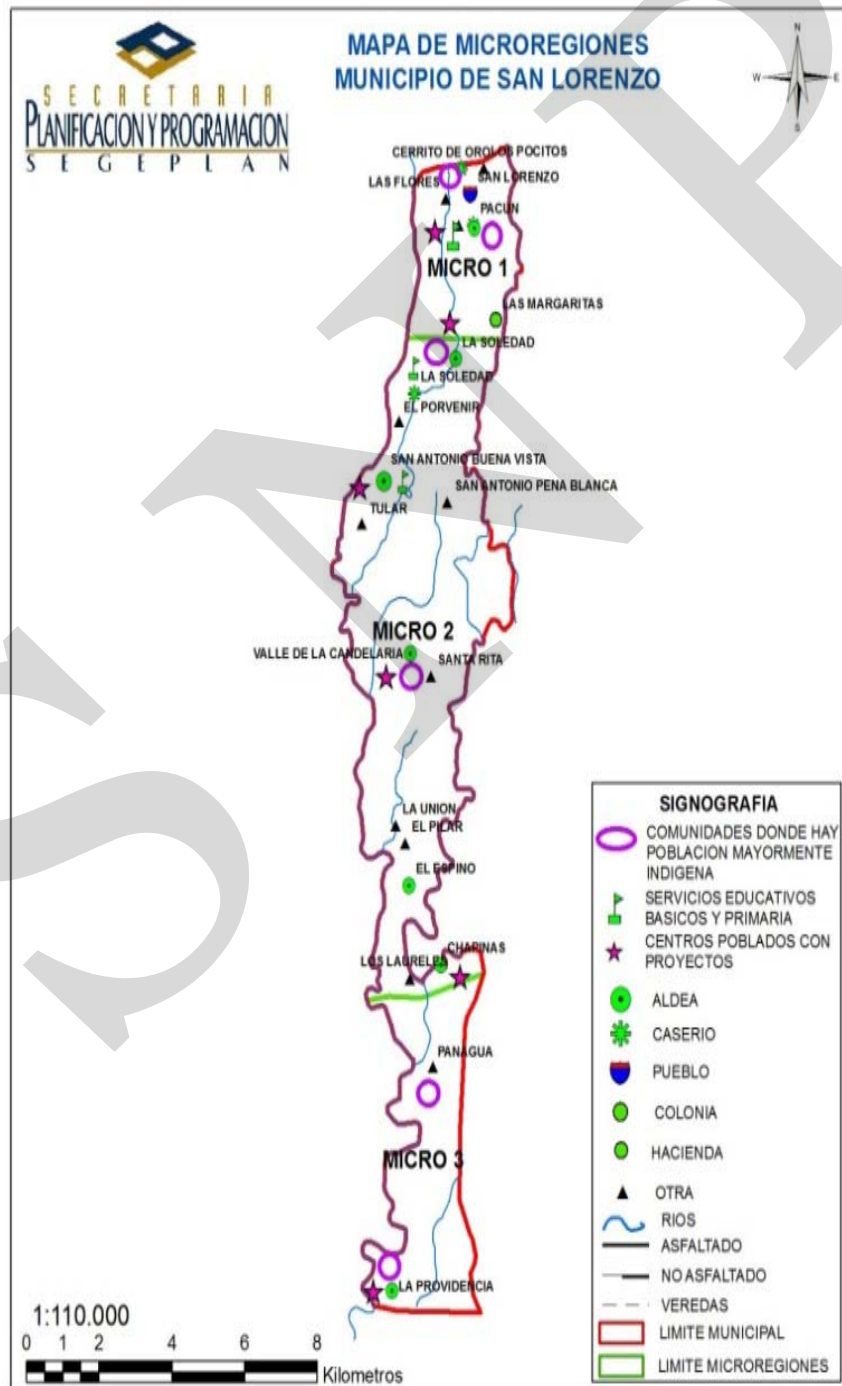 SECRETARIA
PLANIFICACION Y PROGRAMACION
SEGEPLAN
MAPA DE MICROREGIONES
MUNICIPIO DE SAN LORENZO
N
W
E
S
CERRITO DE OROLOS POCITOS
LAS FLORES
SAN LORENZO
PACUN
MICRO 1
LAS MARGARITAS
LA SOLEDAD
LA SOLEDAD
EL PORVENIR
SAN ANTONIO BUENA VISTA
SAN ANTONIO PENA BLANCA
TULAR
MICRO 2
VALLE DE LA CANDELARIA
SANTA RITA
LA UNION
EL PILAR
EL ESPINO
CHAPINAS
LOS LAURELES
PANAGUA
MICRO 3
LA PROVIDENCIA
SIGNOGRAFIA
COMUNIDADES DONDE HAY
POBLACION MAYORMENTE
INDIGENA
SERVICIOS EDUCATIVOS
BASICOS Y PRIMARIA
CENTROS POBLADOS CON
PROYECTOS
ALDEA
CASERIO
PUEBLO
COLONIA
HACIENDA
OTRA
RIOS
ASFALTADO
NO ASFALTADO
VEREDAS
LIMITE MUNICIPAL
LIMITE MICROREGIONES
1:110.000
0 1 2 4 6 8
Kilometros